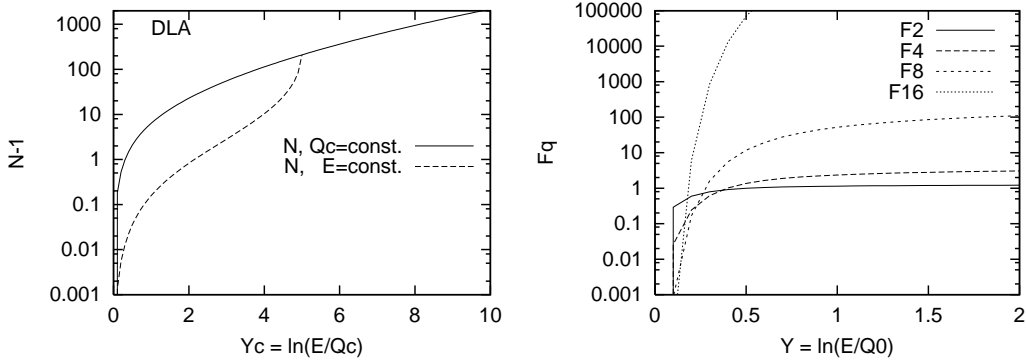 1000
100
10
1
0.1
0.01
0.001
N-1
DLA
N, Qc=const.
N, E=const.
0
2
4
6
8
10
Yc = ln(E/Qc)
100000
10000
1000
100
10
1
0.1
0.01
0.001
Fq
F2
F4
F8
F16
0
0.5
1
1.5
2
Y = ln(E/Q0)